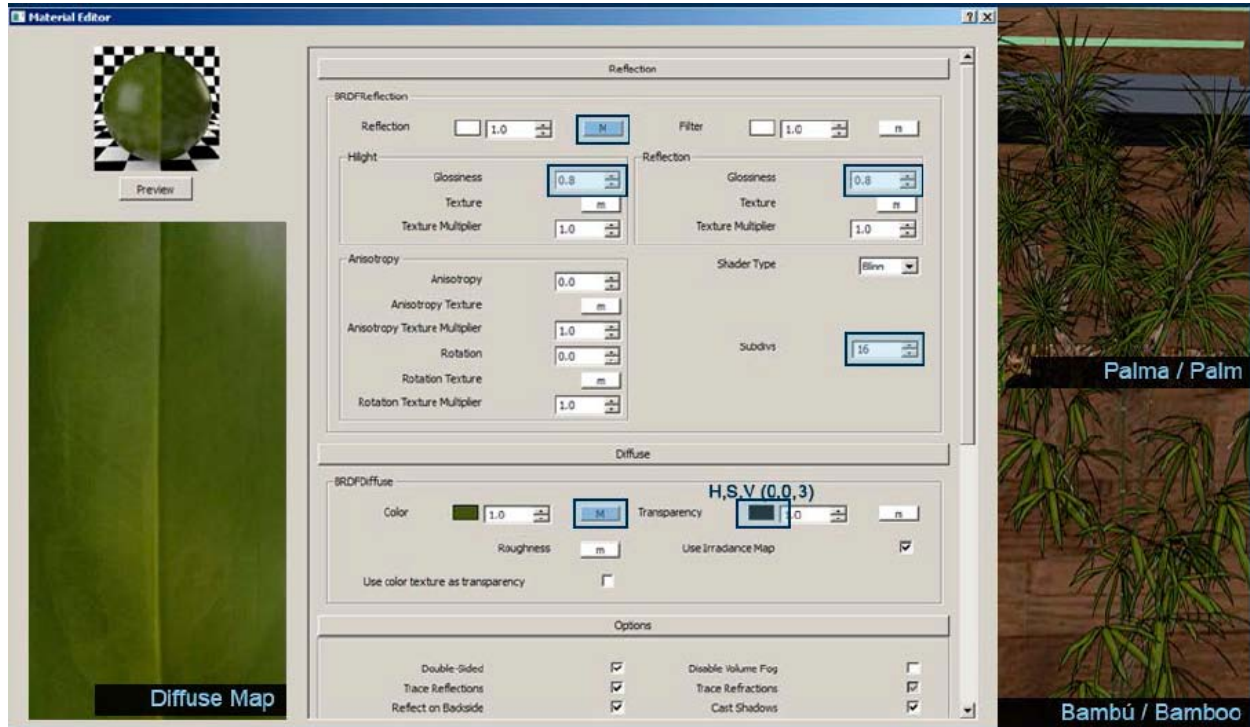 Material Editor
Preview
Diffuse Map
Reflection
BRDFReflection
Reflection 1.0 M Filter 1.0 m
Hilight
Glossiness 0.8
Texture m
Texture Multiplier 1.0
Reflection
Glossiness 0.8
Texture m
Texture Multiplier 1.0
Anisotropy
Anisotropy 0.0
Anisotropy Texture m
Anisotropy Texture Multiplier 1.0
Rotation 0.0
Rotation Texture m
Rotation Texture Multiplier 1.0
Shader Type Blinn
Subdivs 16
Diffuse
BRDFDiffuse
H,S,V (0,0,3)
Color 1.0 M Transparency 1.0 m
Roughness m Use Irradiance Map
Use color texture as transparency
Options
Double-Sided Disable Volume Fog
Trace Reflections Trace Refractions
Reflect on Backside Cast Shadows
Palma / Palm
Bambú / Bamboo